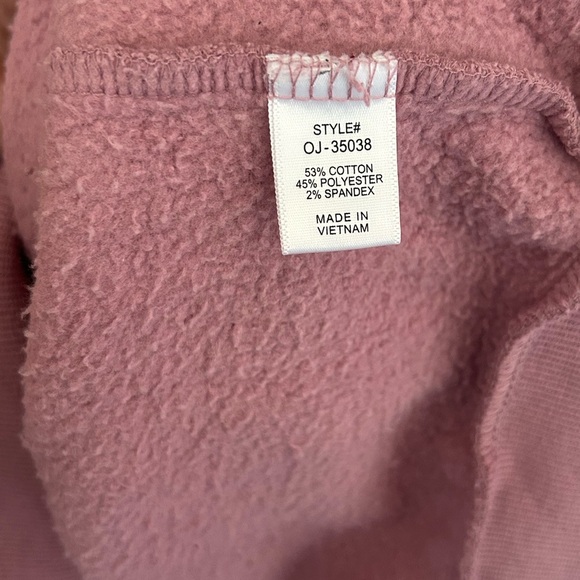 STYLE#
OJ-35038
53% COTTON
45% POLYESTER
2% SPANDEX
MADE IN
VIETNAM